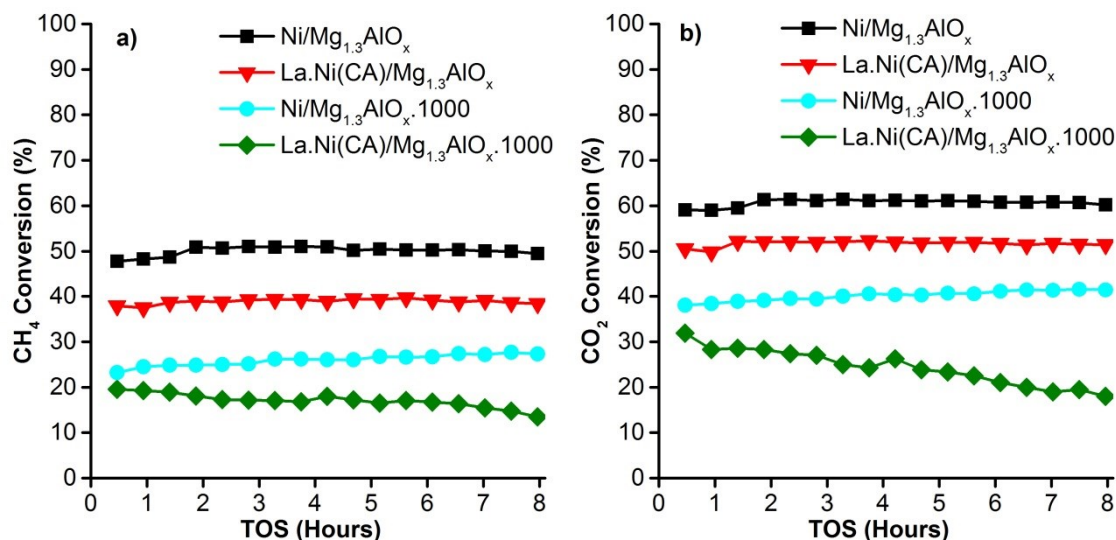 a)
Ni/Mg1.3AlOx
La.Ni(CA)/Mg1.3AlOx
Ni/Mg1.3AlOx.1000
La.Ni(CA)/Mg1.3AlOx.1000
CH4 Conversion (%)
100
90
80
70
60
50
40
30
20
10
0
0 1 2 3 4 5 6 7 8
TOS (Hours)
b)
Ni/Mg1.3AlOx
La.Ni(CA)/Mg1.3AlOx
Ni/Mg1.3AlOx.1000
La.Ni(CA)/Mg1.3AlOx.1000
CO2 Conversion (%)
100
90
80
70
60
50
40
30
20
10
0
0 1 2 3 4 5 6 7 8
TOS (Hours)